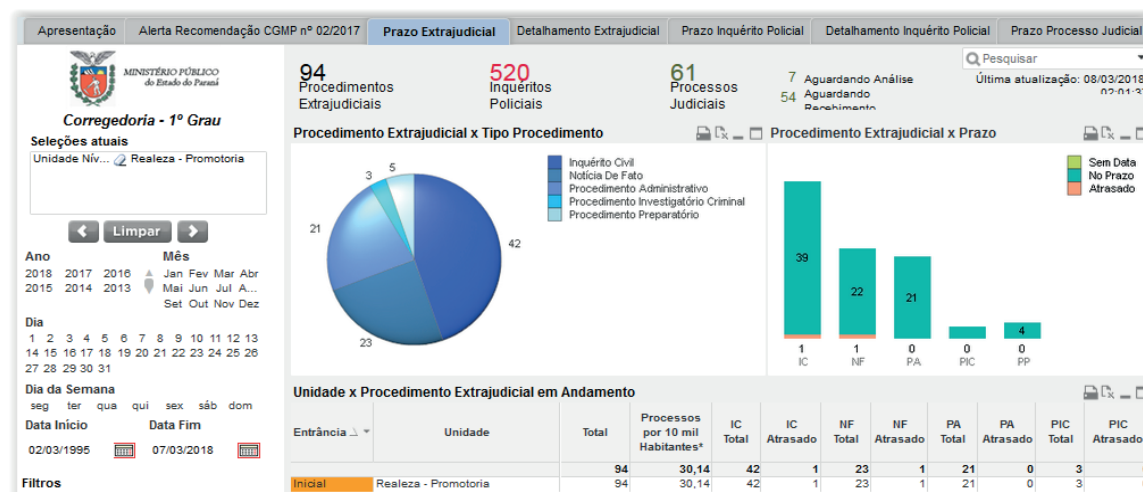 Apresentação Alerta Recomendação CGMP nº 02/2017 Prazo Extrajudicial Detalhamento Extrajudicial Prazo Inquérito Policial Detalhamento Inquérito Policial Prazo Processo Judicial
MINISTÉRIO PÚBLICO
do Estado do Paraná
Corregedoria - 1º Grau
Seleções atuais
Unidade Nív... Realeza - Promotoria
Limpar
Ano Mês
2018 2017 2016 Jan Fev Mar Abr
2015 2014 2013 Mai Jun Jul A...
Set Out Nov Dez
Dia
1 2 3 4 5 6 7 8 9 10 11 12 13
14 15 16 17 18 19 20 21 22 23 24 25 26
27 28 29 30 31
Dia da Semana
seg ter qua qui sex sáb dom
Data Início Data Fim
02/03/1995 07/03/2018
Filtros
94
Procedimentos
Extrajudiciais
520
Inquéritos
Policiais
61
Processos
Judiciais
7 Aguardando Análise
54 Aguardando
Recebimento
Pesquisar
Última atualização: 08/03/2018
02:01:37
Procedimento Extrajudicial x Tipo Procedimento
3
5
21
42
23
Inquérito Civil
Notícia De Fato
Procedimento Administrativo
Procedimento Investigatório Criminal
Procedimento Preparatório
Procedimento Extrajudicial x Prazo
Sem Data
No Prazo
Atrasado
39
22
21
4
1 1 0 0 0
IC NF PA PIC PP
Unidade x Procedimento Extrajudicial em Andamento
Entrância Unidade Total Processos por 10 mil Habitantes* IC Total IC Atrasado NF Total NF Atrasado PA Total PA Atrasado PIC Total PIC Atrasado
94 30,14 42 1 23 1 21 0 3
Inicial Realeza - Promotoria 94 30,14 42 1 23 1 21 0 3